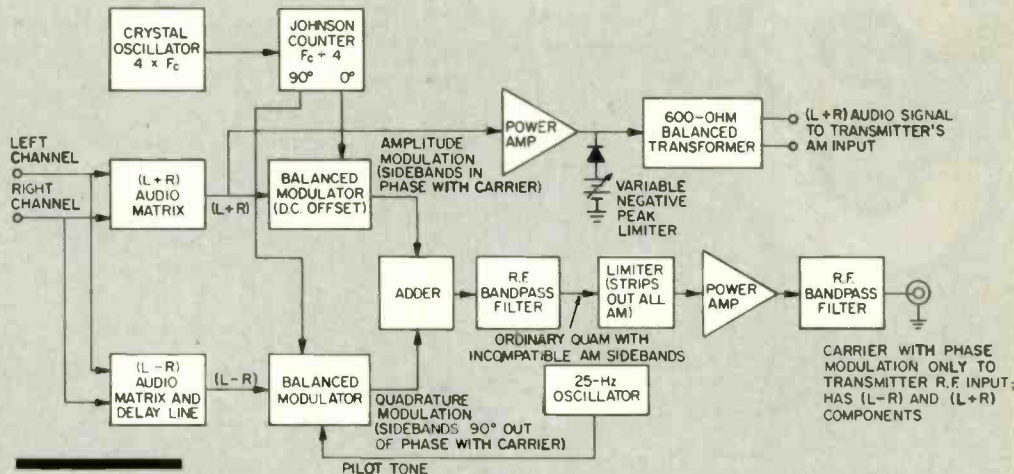 CRYSTAL
OSCILLATOR
4 × Fc
JOHNSON
COUNTER
Fc ÷ 4
90° 0°
LEFT
CHANNEL
RIGHT
CHANNEL
(L+R)
AUDIO
MATRIX
(L+R)
BALANCED
MODULATOR
(D.C. OFFSET)
AMPLITUDE
MODULATION
(SIDEBANDS IN
PHASE WITH CARRIER)
POWER
AMP
VARIABLE
NEGATIVE
PEAK
LIMITER
600-OHM
BALANCED
TRANSFORMER
(L+R) AUDIO SIGNAL
TO TRANSMITTER'S
AM INPUT
ADDER
R.F.
BANDPASS
FILTER
ORDINARY QUAM WITH
INCOMPATIBLE AM SIDEBANDS
LIMITER
(STRIPS
OUT ALL
AM)
POWER
AMP
R.F.
BANDPASS
FILTER
CARRIER WITH PHASE
MODULATION ONLY TO
TRANSMITTER R.F. INPUT;
HAS (L-R) AND (L+R)
COMPONENTS
(L-R)
AUDIO
MATRIX AND
DELAY LINE
(L-R)
BALANCED
MODULATOR
QUADRATURE
MODULATION
(SIDEBANDS 90° OUT
OF PHASE WITH CARRIER)
25-Hz
OSCILLATOR
PILOT TONE